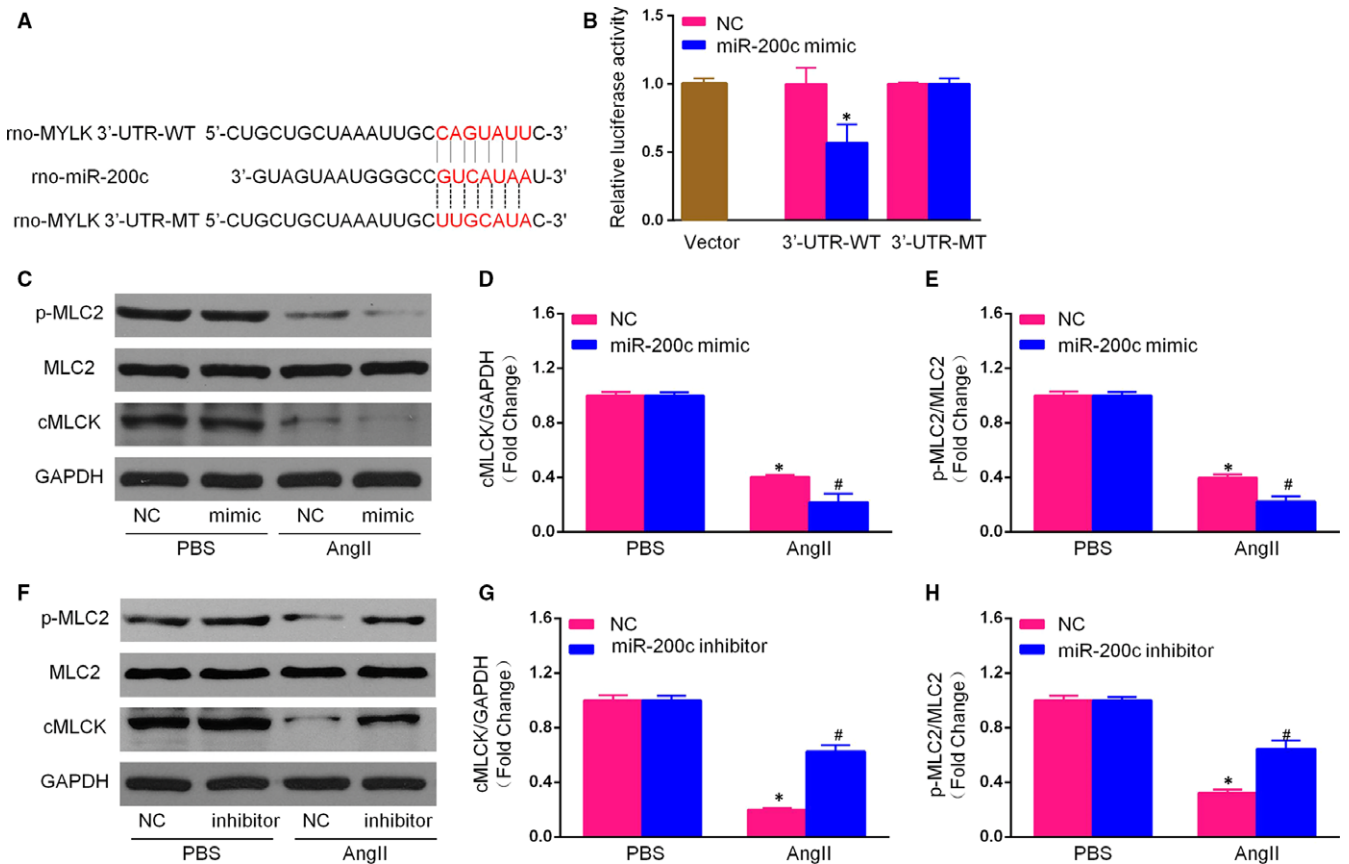 A
rno-MYLK 3'-UTR-WT 5'-CUGCUGCUAAAUUGCCAGUAUUC-3'
rno-miR-200c 3'-GUAGUAAUGGGCCGUCAUAAU-3'
rno-MYLK 3'-UTR-MT 5'-CUGCUGCUAAAUUGCUUGCAUAC-3'
B
NC
miR-200c mimic
Relative luciferase activity
1.5
1.0
0.5
0.0
*
Vector 3'-UTR-WT 3'-UTR-MT
C
p-MLC2
MLC2
cMLCK
GAPDH
NC mimic NC mimic
PBS AngII
D
NC
miR-200c mimic
cMLCK/GAPDH
(Fold Change)
1.6
1.2
0.8
0.4
0.0
* #
PBS AngII
E
NC
miR-200c mimic
p-MLC2/MLC2
(Fold Change)
1.6
1.2
0.8
0.4
0.0
* #
PBS AngII
F
p-MLC2
MLC2
cMLCK
GAPDH
NC inhibitor NC inhibitor
PBS AngII
G
NC
miR-200c inhibitor
cMLCK/GAPDH
(Fold Change)
1.6
1.2
0.8
0.4
0.0
* #
PBS AngII
H
NC
miR-200c inhibitor
p-MLC2/MLC2
(Fold Change)
1.6
1.2
0.8
0.4
0.0
* #
PBS AngII